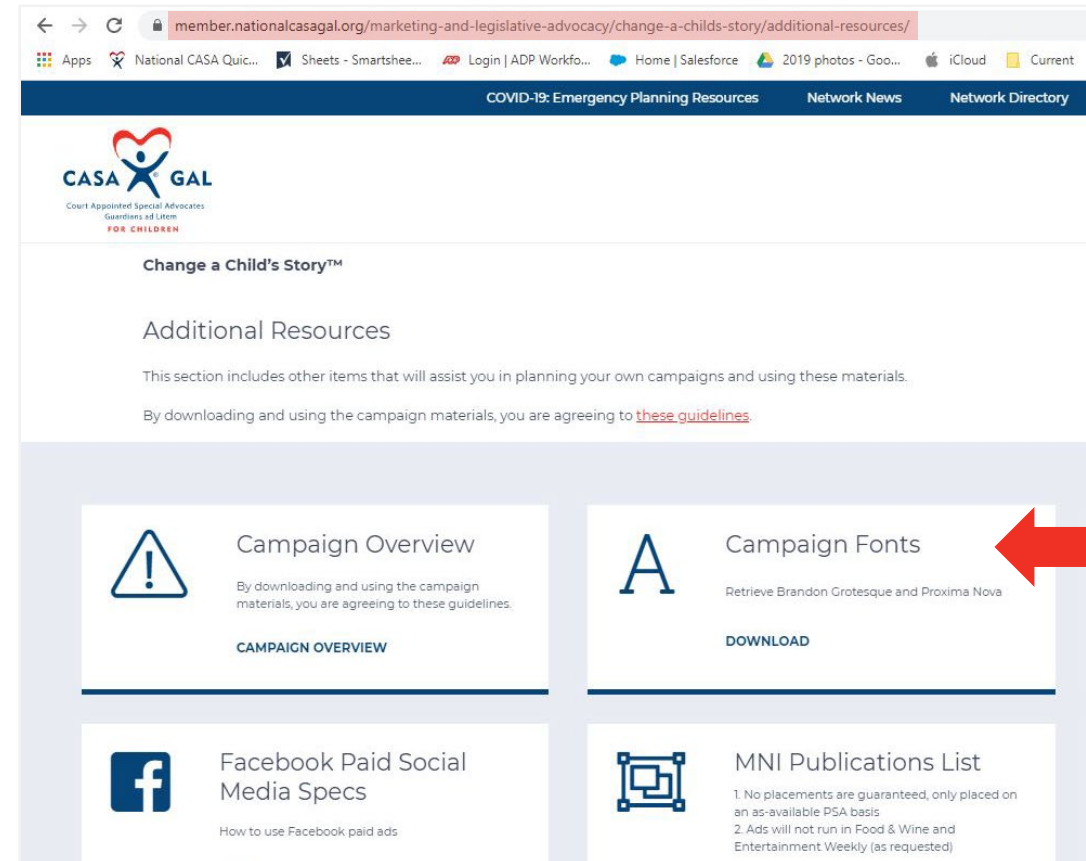 member.nationalcasagal.org/marketing-and-legislative-advocacy/change-a-childs-story/additional-resources/
Apps National CASA Quic... Sheets - Smartshee... Login | ADP Workfo... Home | Salesforce 2019 photos - Goo... iCloud Current
COVID-19: Emergency Planning Resources Network News Network Directory
CASA GAL
Court Appointed Special Advocates
Guardians ad Litem
FOR CHILDREN
Change a Child's Story™
Additional Resources
This section includes other items that will assist you in planning your own campaigns and using these materials.
By downloading and using the campaign materials, you are agreeing to these guidelines.
Campaign Overview
By downloading and using the campaign
materials, you are agreeing to these guidelines.
CAMPAIGN OVERVIEW
A
Campaign Fonts
Retrieve Brandon Grotesque and Proxima Nova
DOWNLOAD
Facebook Paid Social
Media Specs
How to use Facebook paid ads
MNI Publications List
1. No placements are guaranteed, only placed on
an as-available PSA basis
2. Ads will not run in Food & Wine and
Entertainment Weekly (as requested)